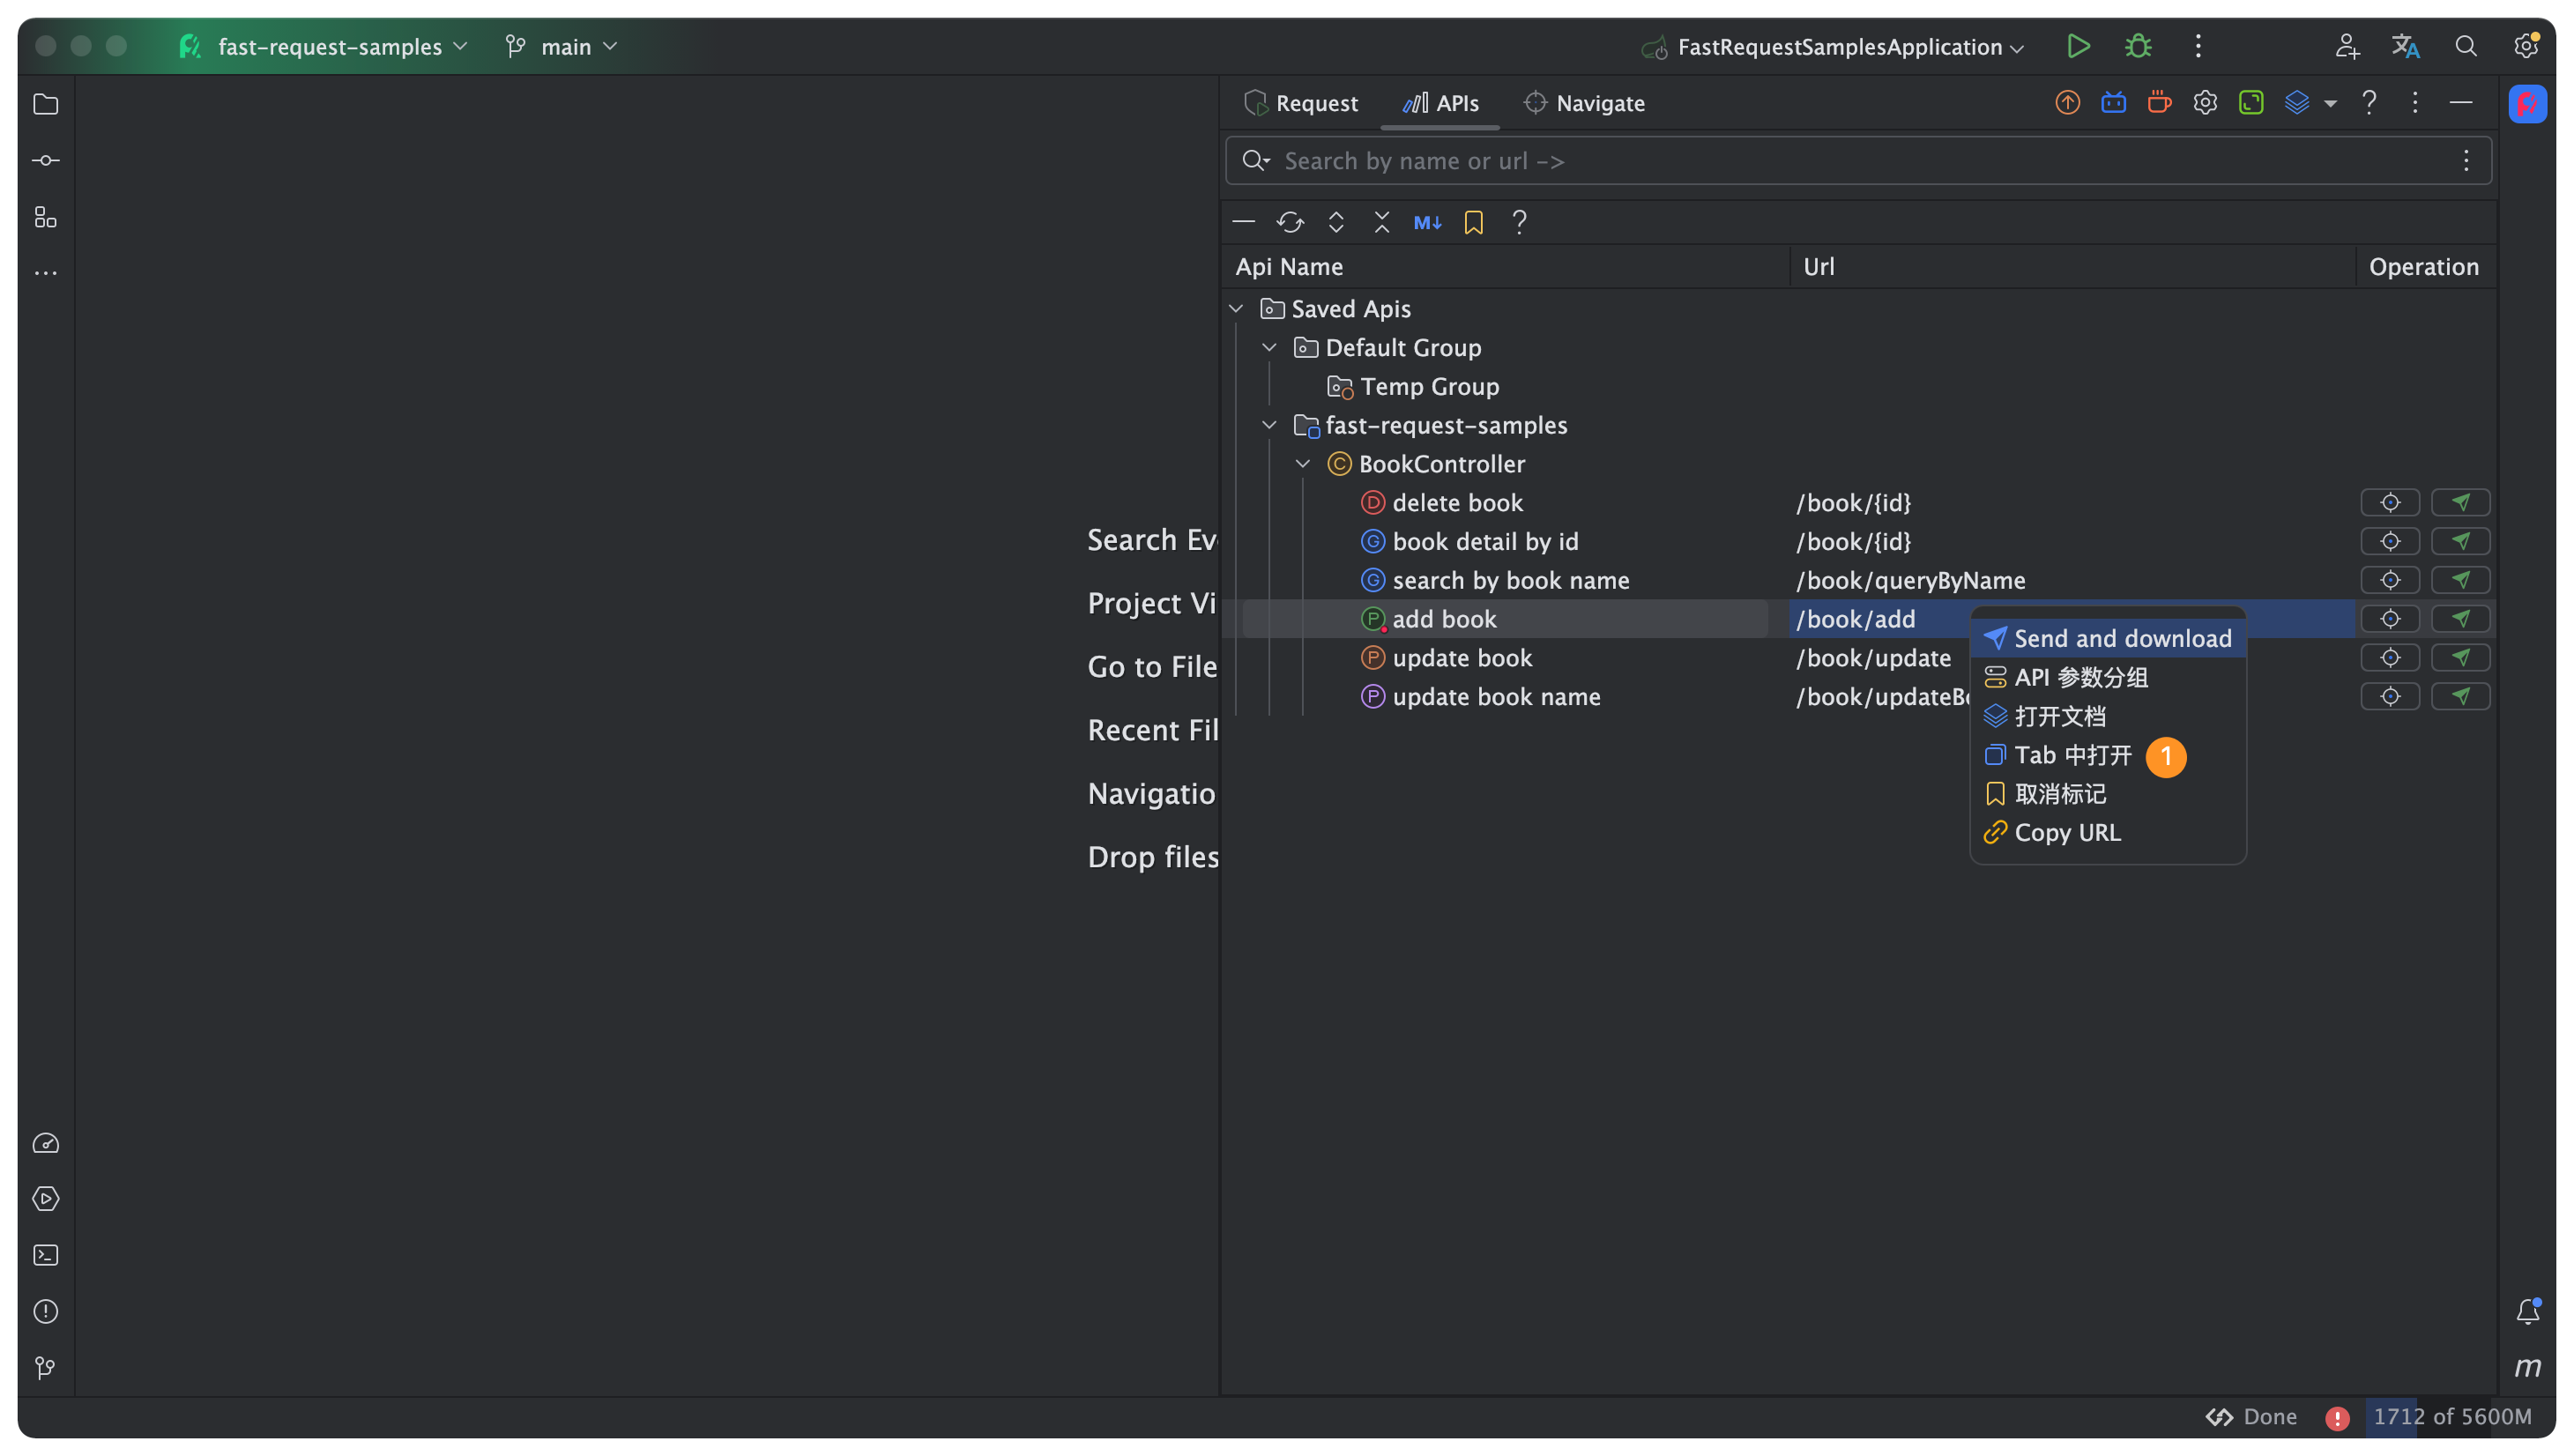 fast-request-samples
main
FastRequestSamplesApplication
Request
APIs
Navigate
Search by name or url ->
M↓
Api Name
Url
Operation
Saved Apis
Default Group
Temp Group
fast-request-samples
BookController
delete book
/book/{id}
book detail by id
/book/{id}
search by book name
/book/queryByName
add book
/book/add
update book
/book/update
update book name
/book/updateB
Search Ev
Project Vi
Go to File
Recent Fil
Navigatio
Drop files
Send and download
API 参数分组
打开文档
Tab 中打开
1
取消标记
Copy URL
Done
1712 of 5600M